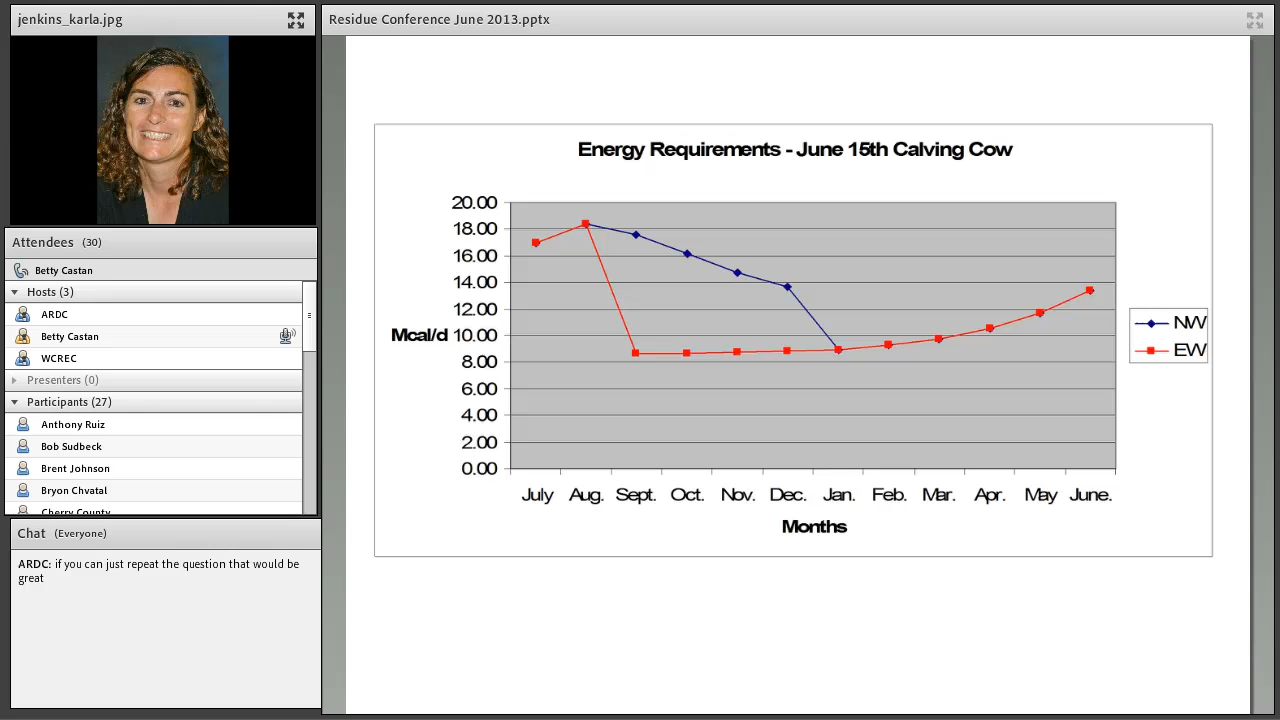 jenkins_karla.jpg
Attendees (30)
Betty Castan
Hosts (3)
ARDC
Betty Castan
WCREC
Presenters (0)
Participants (27)
Anthony Ruiz
Bob Sudbeck
Brent Johnson
Bryon Chvatal
Cherry County
Chat (Everyone)
ARDC: if you can just repeat the question that would be
great
Residue Conference June 2013.pptx
Energy Requirements - June 15th Calving Cow
20.00
18.00
16.00
14.00
12.00
Mcal/d 10.00
8.00
6.00
4.00
2.00
0.00
July Aug. Sept. Oct. Nov. Dec. Jan. Feb. Mar. Apr. May June.
Months
NW
EW